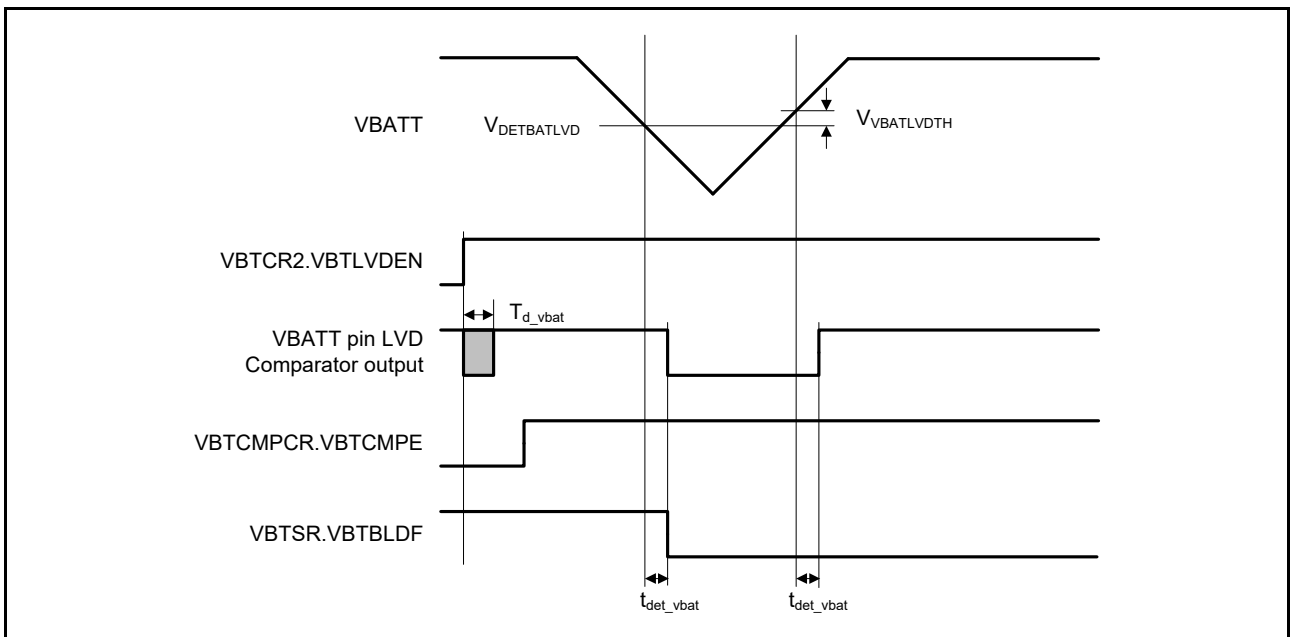 VBATT
VDETBATLVD
VVBATLVDTH
VBTCR2.VBTLVDEN
Td_vbat
VBATT pin LVD
Comparator output
VBTCMPCR.VBTCMPE
VBTSR.VBTBLDF
tdet_vbat
tdet_vbat